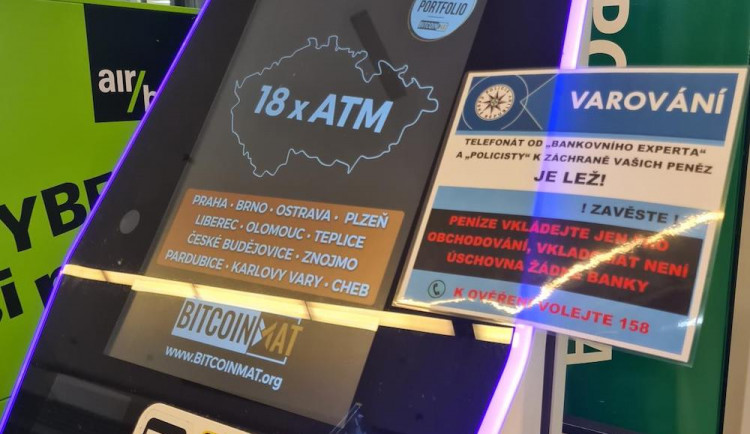 PORTFOLIO
air/
18 x ATM
PRAHA • BRNO • OSTRAVA • PLZEŇ
LIBEREC • OLOMOUC • TEPLICE
ČESKÉ BUDĚJOVICE • ZNOJMO
PARDUBICE • KARLOVY VARY • CHEB
BITCOINMAT
www.BITCOINMAT.org
VAROVÁNÍ
TELEFONÁT OD „BANKOVNÍHO EXPERTA“
A „POLICISTY“ K ZÁCHRANĚ VAŠICH PENĚZ
JE LEŽ!
! ZAVĚSTE !
PENÍZE VKLÁDEJTE JEN PRO
OBCHODOVÁNÍ, VKLADOMAT NENÍ
ÚSCHOVNA ŽÁDNÉ BANKY
K OVĚŘENÍ VOLEJTE 158